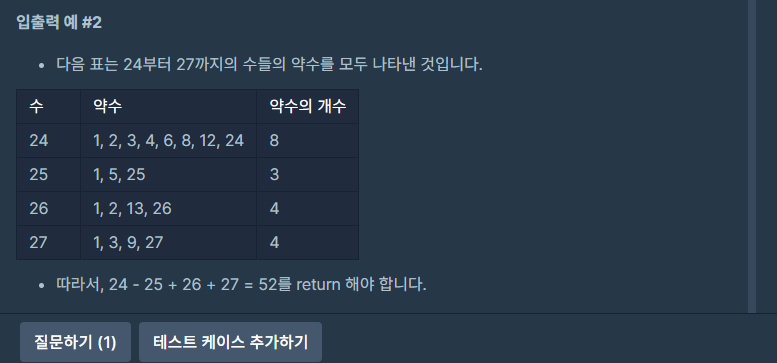 입출력 예 #2
다음 표는 24부터 27까지의 수들의 약수를 모두 나타낸 것입니다.
수 약수 약수의 개수
24 1, 2, 3, 4, 6, 8, 12, 24 8
25 1, 5, 25 3
26 1, 2, 13, 26 4
27 1, 3, 9, 27 4
따라서, 24 - 25 + 26 + 27 = 52를 return 해야 합니다.
질문하기 (1) 테스트 케이스 추가하기